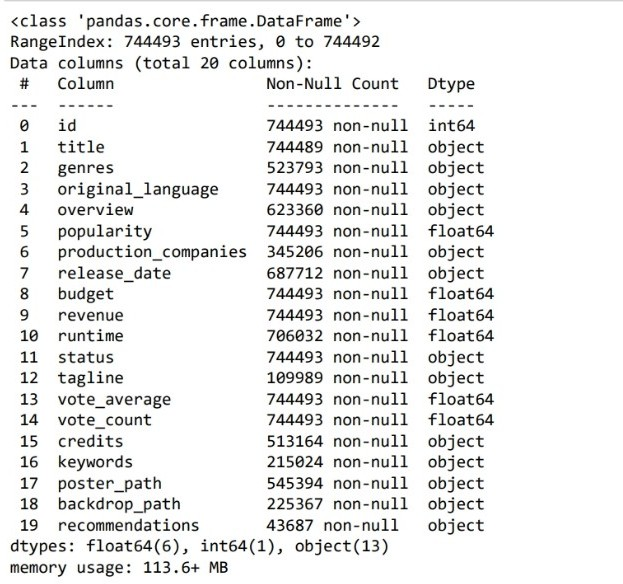 <class 'pandas.core.frame.DataFrame'>
RangeIndex: 744493 entries, 0 to 744492
Data columns (total 20 columns):
 #   Column                Non-Null Count   Dtype
---  ------                --------------   -----
 0   id                    744493 non-null  int64
 1   title                 744489 non-null  object
 2   genres                523793 non-null  object
 3   original_language     744493 non-null  object
 4   overview              623360 non-null  object
 5   popularity            744493 non-null  float64
 6   production_companies  345206 non-null  object
 7   release_date          687712 non-null  object
 8   budget                744493 non-null  float64
 9   revenue               744493 non-null  float64
 10  runtime               706032 non-null  float64
 11  status                744493 non-null  object
 12  tagline               109989 non-null  object
 13  vote_average          744493 non-null  float64
 14  vote_count            744493 non-null  float64
 15  credits               513164 non-null  object
 16  keywords              215024 non-null  object
 17  poster_path           545394 non-null  object
 18  backdrop_path         225367 non-null  object
 19  recommendations       43687 non-null   object
dtypes: float64(6), int64(1), object(13)
memory usage: 113.6+ MB